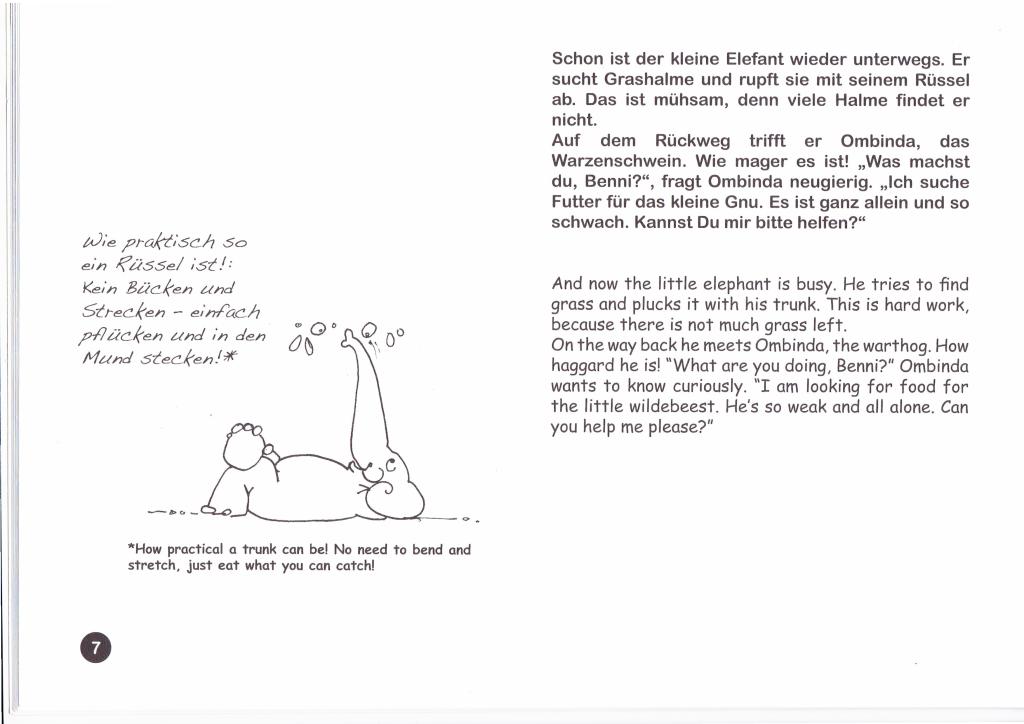 Wie praktisch so
ein Rüssel ist!:
Kein Bücken und
Strecken - einfach
pflücken und in den
Mund stecken!*
*How practical a trunk can be! No need to bend and
stretch, just eat what you can catch!
7
Schon ist der kleine Elefant wieder unterwegs. Er
sucht Grashalme und rupft sie mit seinem Rüssel
ab. Das ist mühsam, denn viele Halme findet er
nicht.
Auf dem Rückweg trifft er Ombinda, das
Warzenschwein. Wie mager es ist! „Was machst
du, Benni?“, fragt Ombinda neugierig. „Ich suche
Futter für das kleine Gnu. Es ist ganz allein und so
schwach. Kannst Du mir bitte helfen?“
And now the little elephant is busy. He tries to find
grass and plucks it with his trunk. This is hard work,
because there is not much grass left.
On the way back he meets Ombinda, the warthog. How
haggard he is! “What are you doing, Benni?” Ombinda
wants to know curiously. “I am looking for food for
the little wildebeest. He’s so weak and all alone. Can
you help me please?”